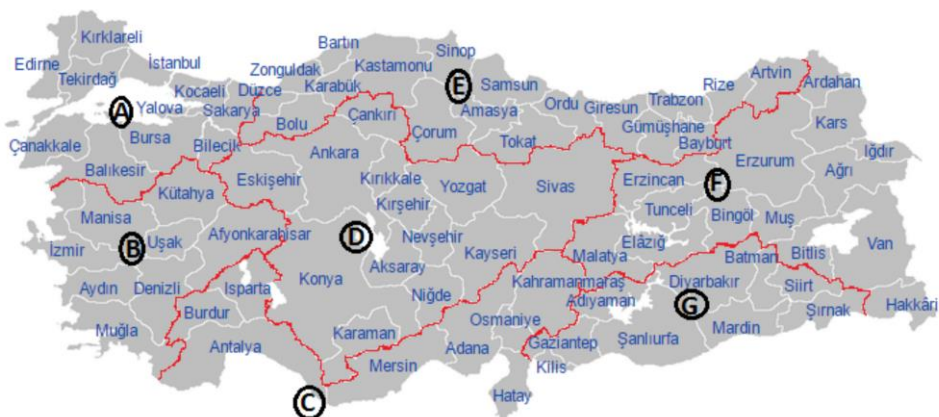 Kırklareli
Edirne
Tekirdağ
İstanbul
Kocaeli
Yalova
Sakarya
Düzce
Zonguldak
Bartın
Karabük
Kastamonu
Sinop
Samsun
Ordu
Giresun
Trabzon
Rize
Artvin
Ardahan
A
E
Çanakkale
Bursa
Bilecik
Bolu
Çankırı
Çorum
Amasya
Tokat
Gümüşhane
Bayburt
Kars
Iğdır
Balıkesir
Kütahya
Eskişehir
Ankara
Kırıkkale
Yozgat
Sivas
Erzincan
Erzurum
Ağrı
F
Manisa
İzmir
B
Uşak
Afyonkarahisar
Kırşehir
D
Nevşehir
Kayseri
Tunceli
Bingöl
Muş
Elâzığ
Malatya
Batman
Bitlis
Van
Aydın
Denizli
Isparta
Konya
Aksaray
Niğde
Kahramanmaraş
Adıyaman
Diyarbakır
G
Siirt
Şırnak
Hakkâri
Muğla
Burdur
Antalya
Karaman
Mersin
Adana
Osmaniye
Gaziantep
Şanlıurfa
Mardin
Kilis
Hatay
C